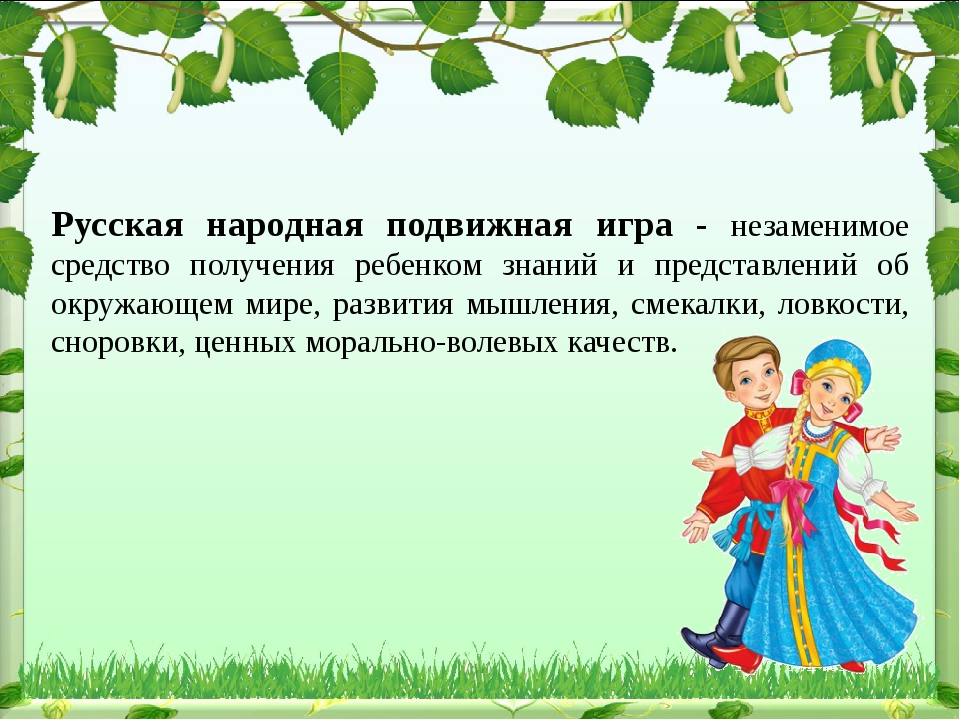 Русская народная подвижная игра - незаменимое
средство получения ребенком знаний и представлений об
окружающем мире, развития мышления, смекалки, ловкости,
сноровки, ценных морально-волевых качеств.